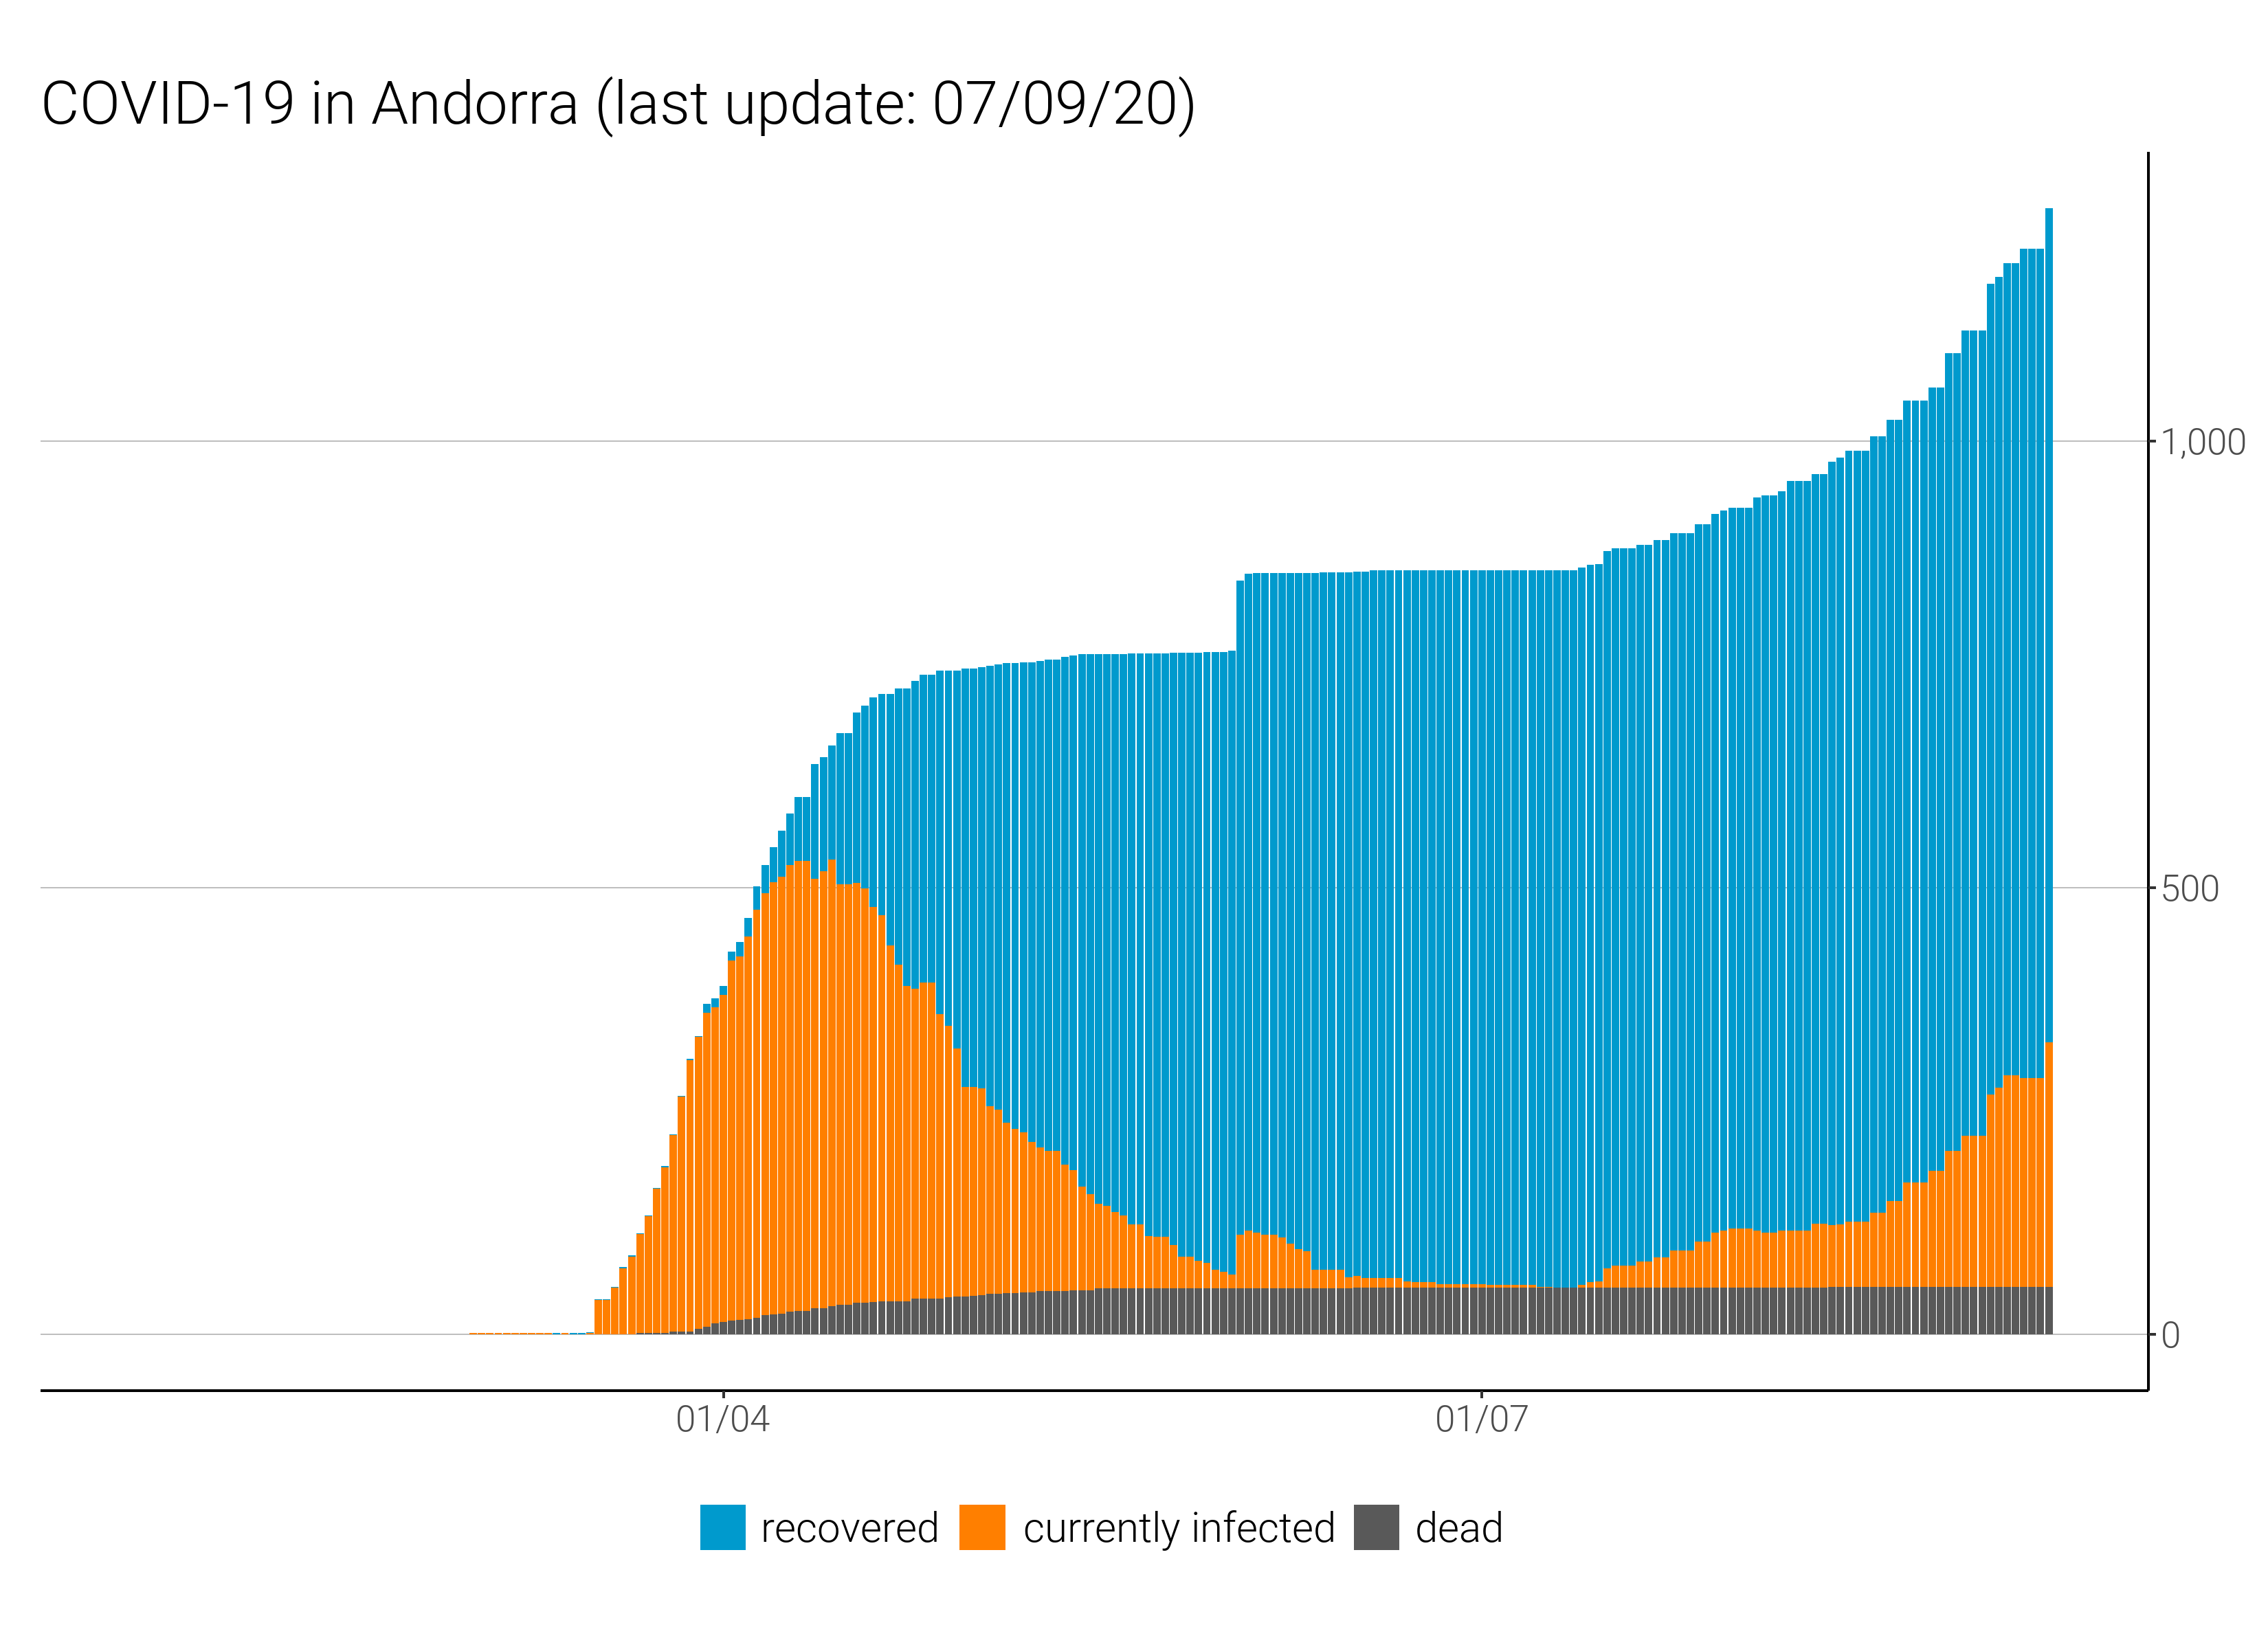 COVID-19 in Andorra (last update: 07/09/20)
1,000
500
0
01/04 01/07
recovered currently infected dead